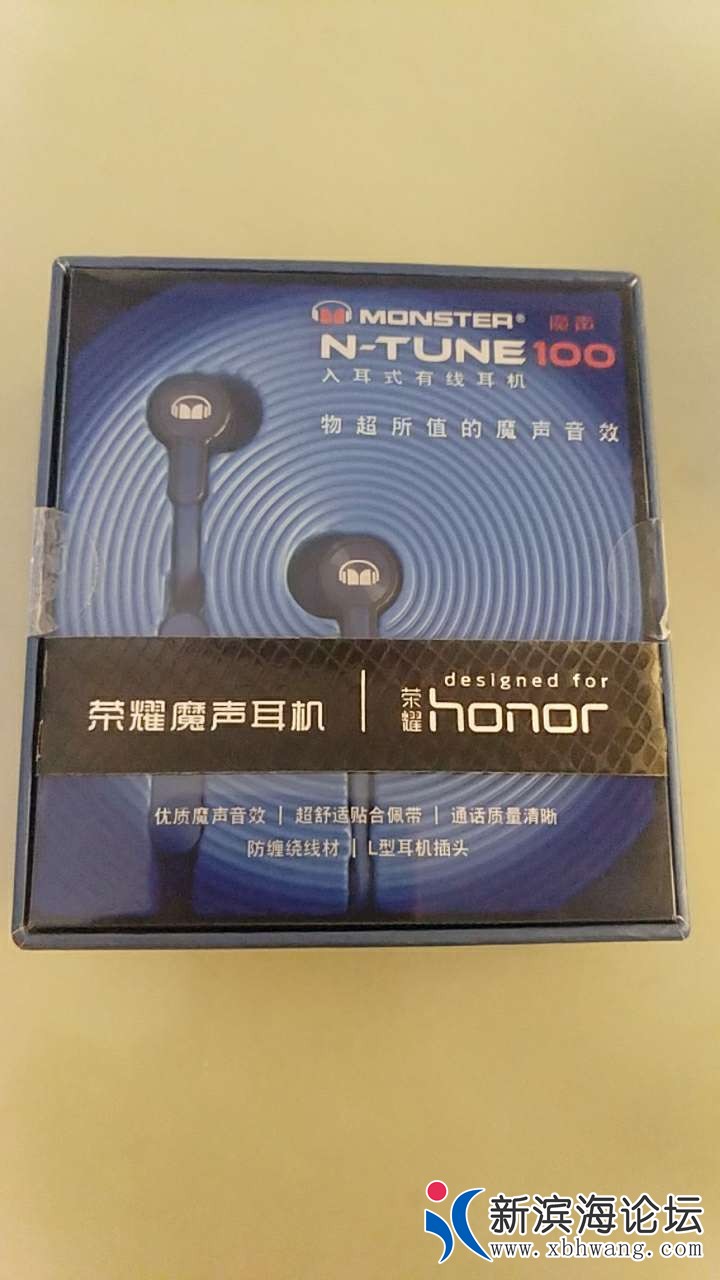 MONSTER® 魔声
N-TUNE 100
入耳式有线耳机
物超所值的魔声音效
荣耀魔声耳机 | designed for
荣耀 honor
优质魔声音效 | 超舒适贴合佩带 | 通话质量清晰
防缠绕线材 | L型耳机插头
新滨海论坛
www.xbhwang.com